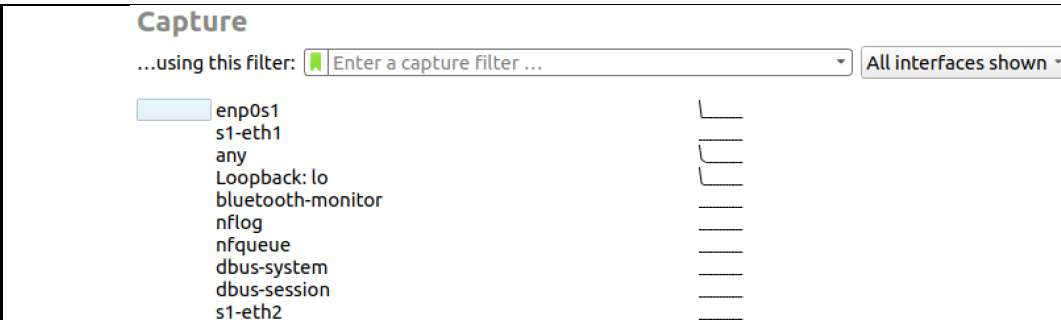 Capture
...using this filter: Enter a capture filter ... All interfaces shown
enp0s1
s1-eth1
any
Loopback: lo
bluetooth-monitor
nflog
nfqueue
dbus-system
dbus-session
s1-eth2